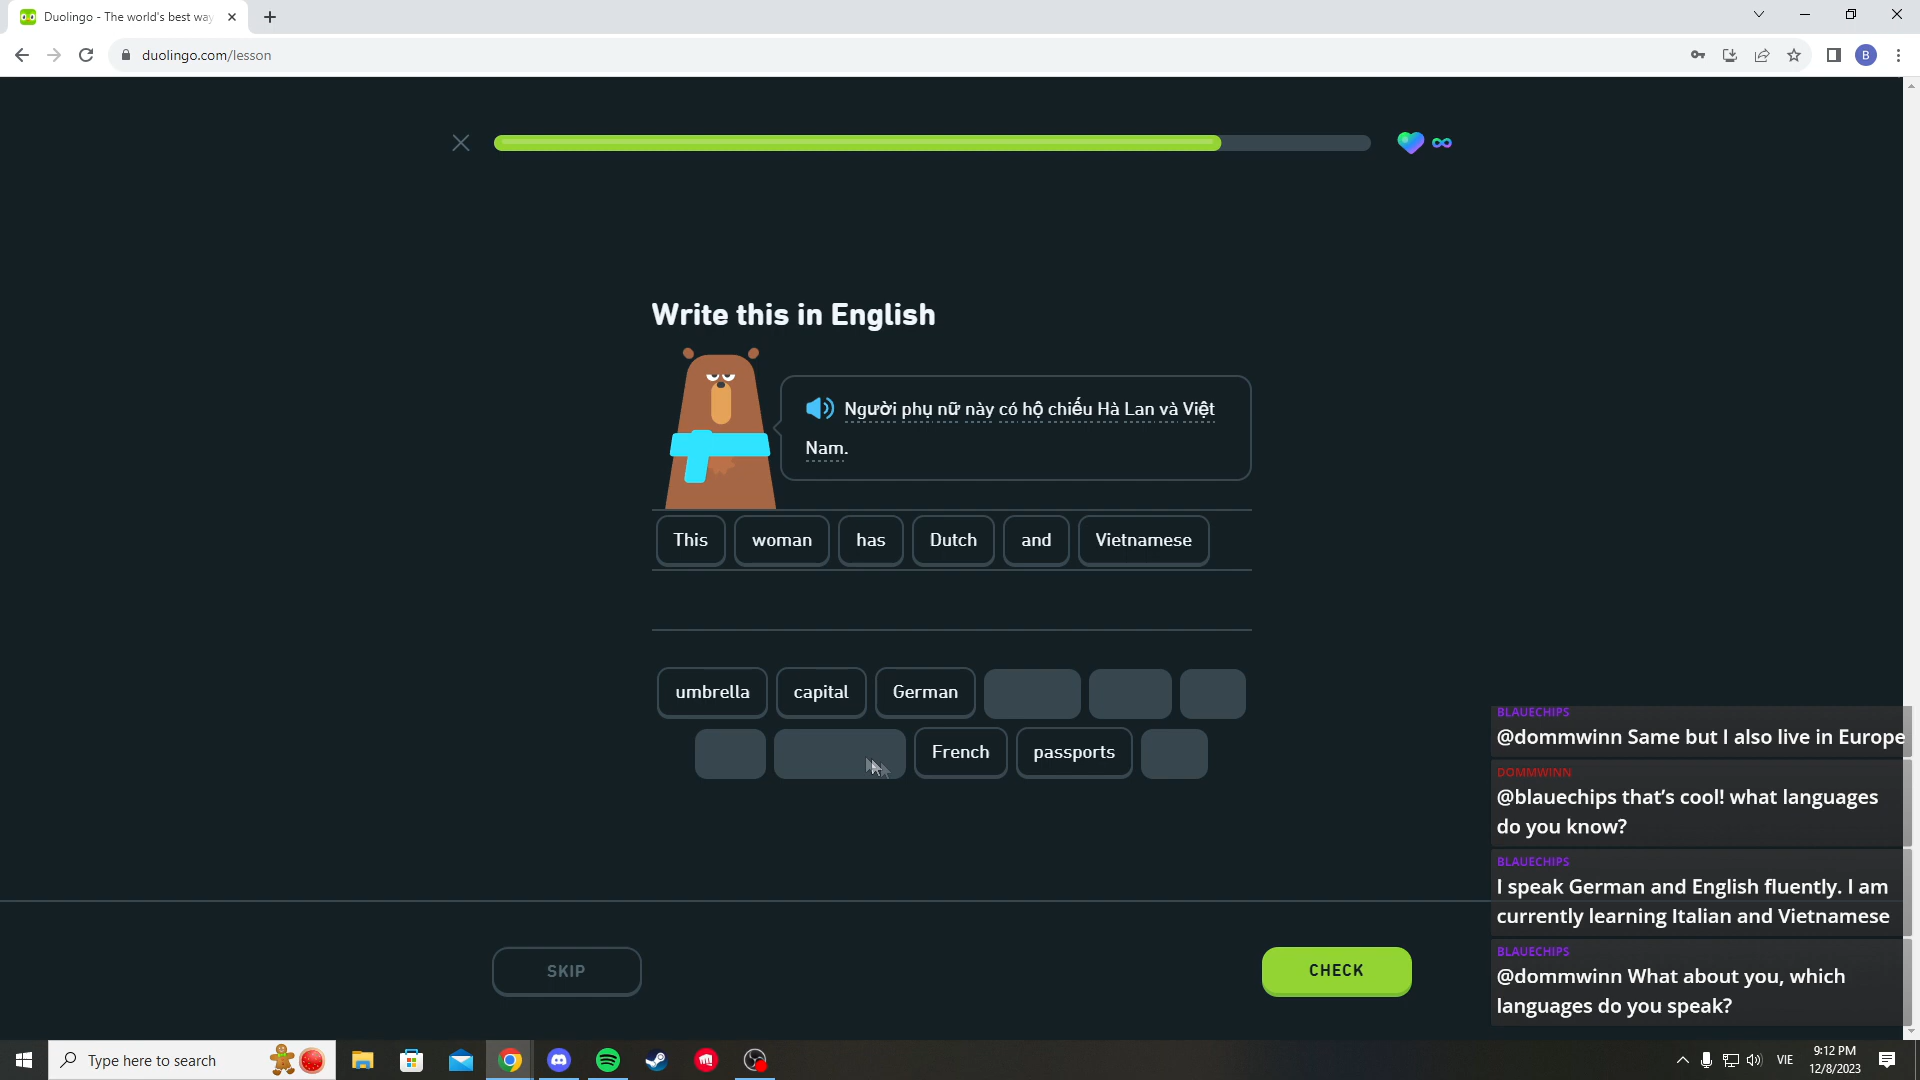 Duolingo - The world's best way
duolingo.com/lesson
B
Write this in English
Người phụ nữ này có hộ chiếu Hà Lan và Việt
Nam.
This woman has Dutch and Vietnamese
umbrella capital German
French passports
SKIP
CHECK
BLAUECHIPS
@dommwinn Same but I also live in Europe
DOMMWINN
@blauechips that's cool! what languages
do you know?
BLAUECHIPS
I speak German and English fluently. I am
currently learning Italian and Vietnamese
BLAUECHIPS
@dommwinn What about you, which
languages do you speak?
Type here to search
VIE
9:12 PM
12/8/2023